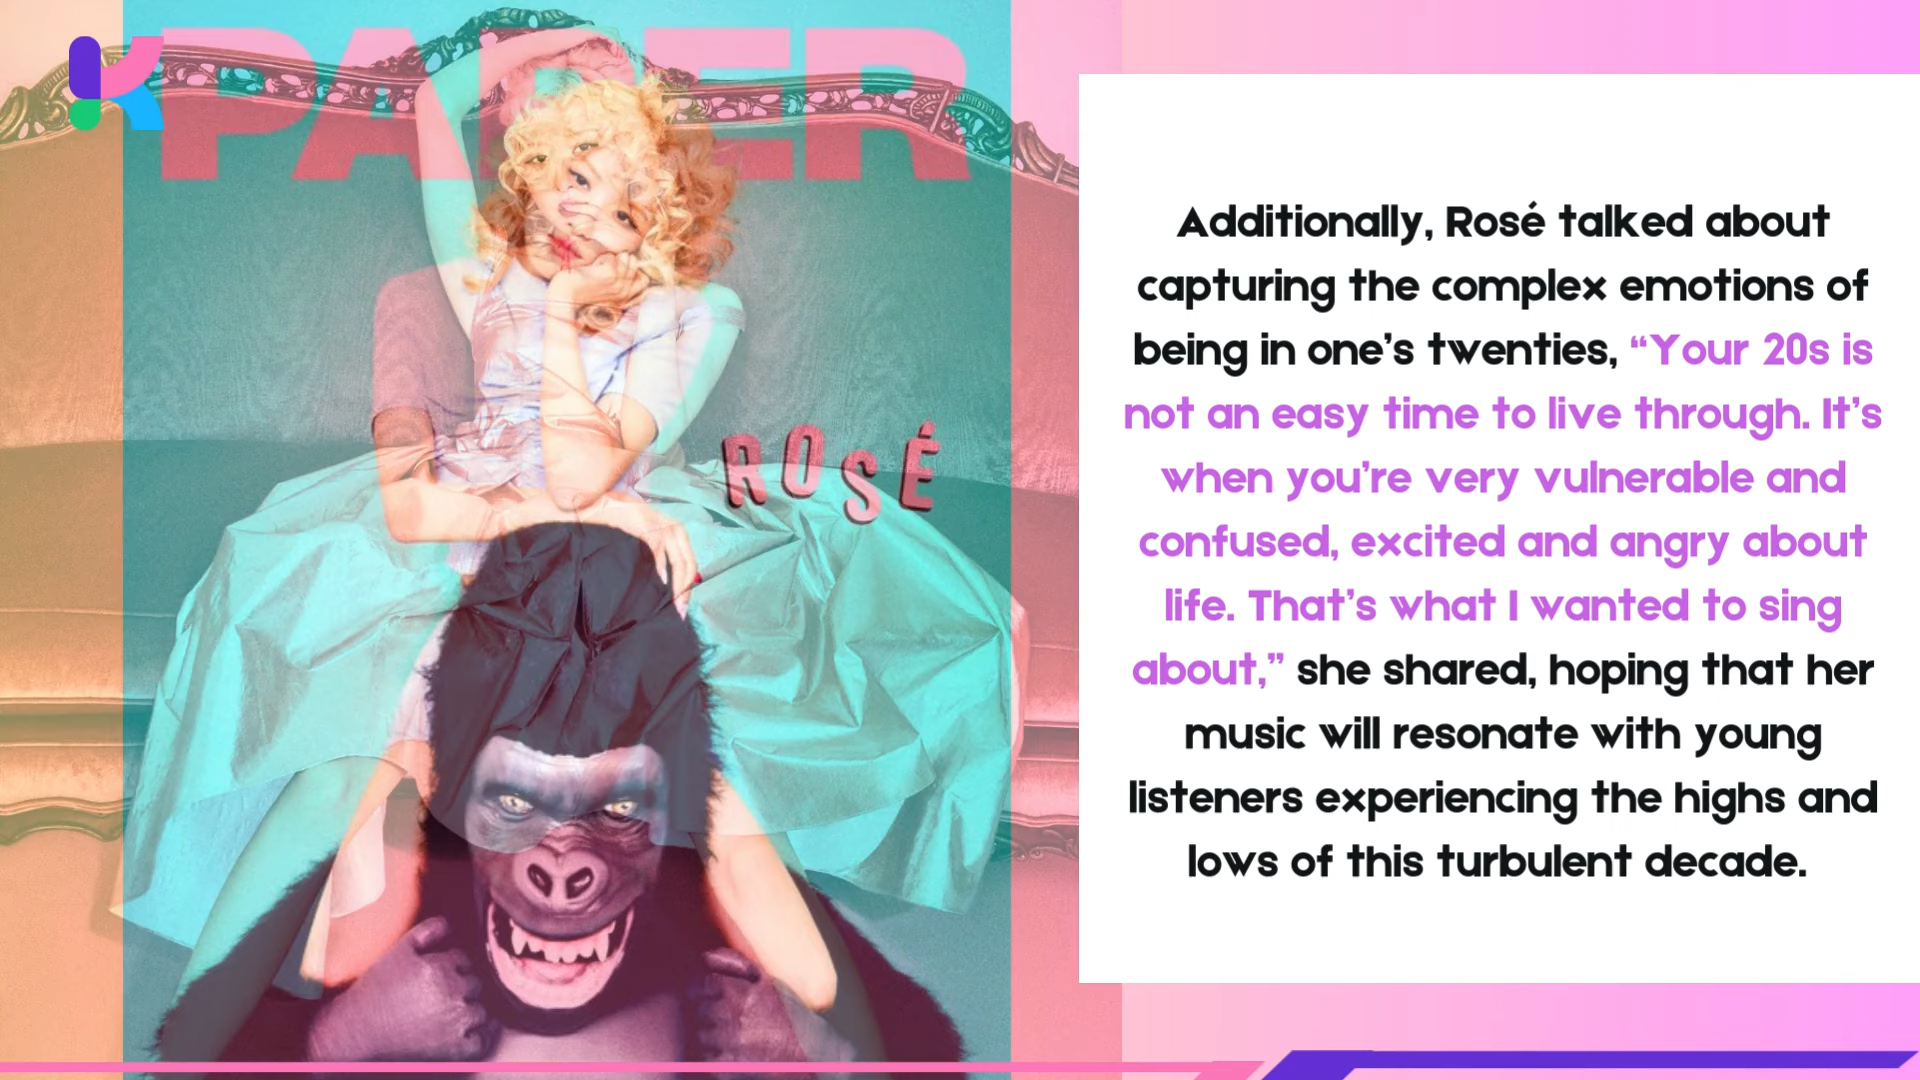 PAPER
ROSÉ
Additionally, Rosé talked about
capturing the complex emotions of
being in one's twenties, “Your 20s is
not an easy time to live through. It's
when you're very vulnerable and
confused, excited and angry about
life. That's what I wanted to sing
about,” she shared, hoping that her
music will resonate with young
listeners experiencing the highs and
lows of this turbulent decade.